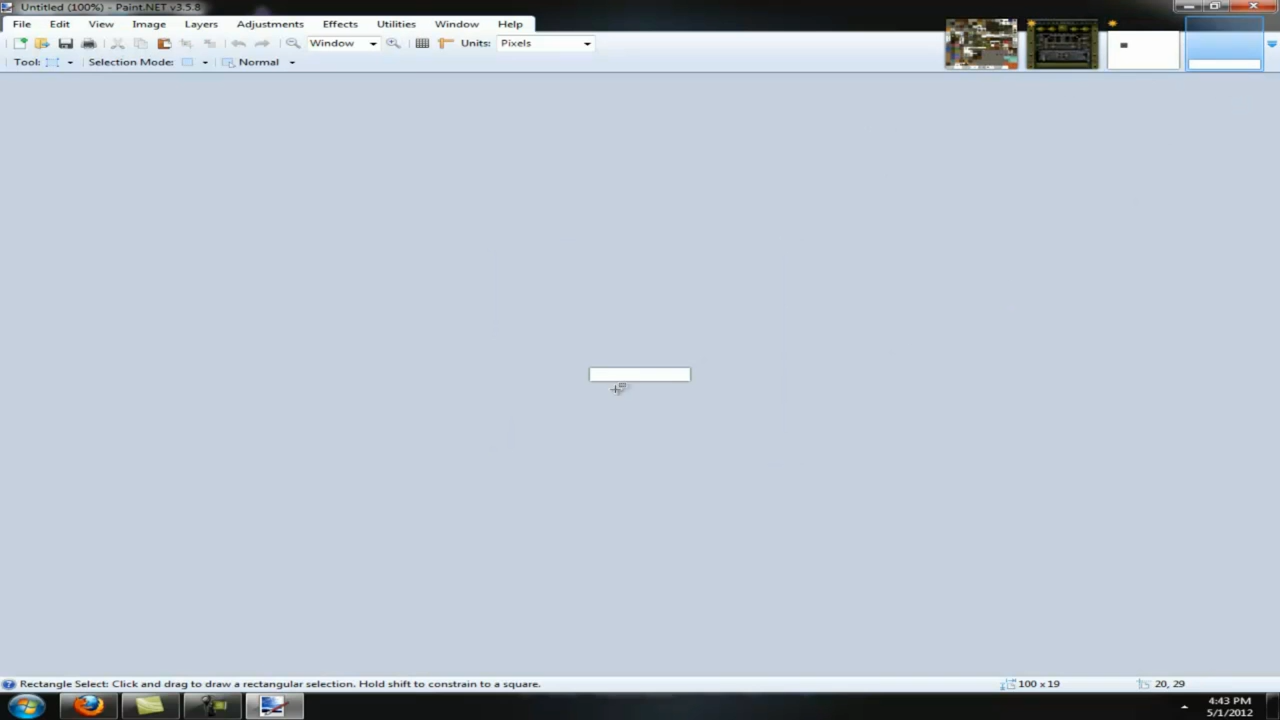 Untitled (100%) - Paint.NET v3.5.8
File Edit View Image Layers Adjustments Effects Utilities Window Help
Window Units: Pixels
Tool: Selection Mode: Normal
Rectangle Select: Click and drag to draw a rectangular selection. Hold shift to constrain to a square. 100 x 19 20, 29
4:43 PM
5/1/2012